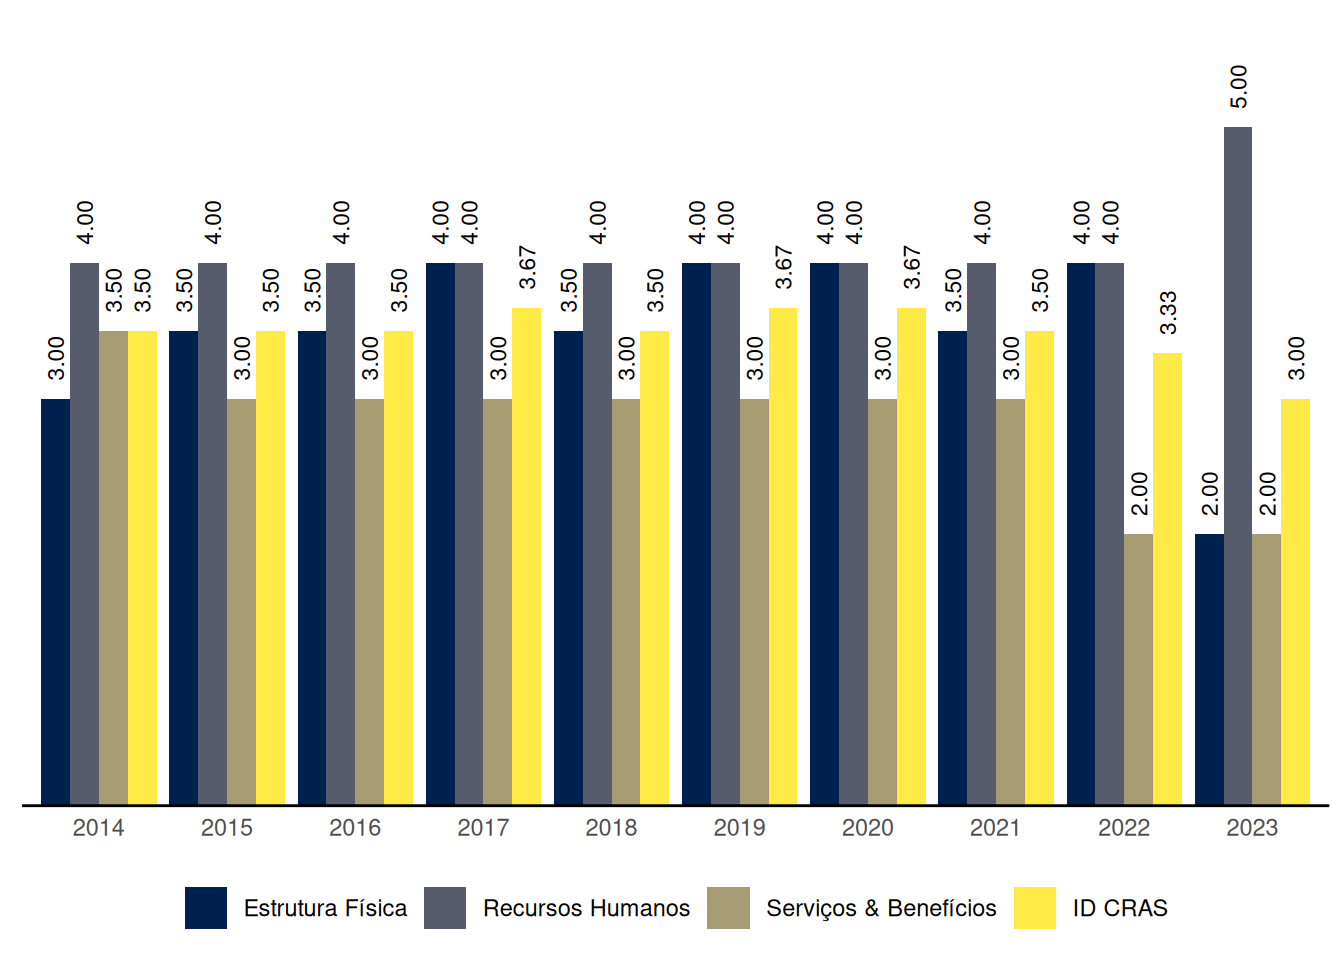 5.00
4.00 4.00 4.00 4.00 4.00 4.00 4.00 4.00 4.00 4.00 4.00 4.00 4.00
3.67 3.67 3.67
3.50 3.50 3.50 3.50 3.50 3.50 3.50 3.50 3.50 3.50
3.33
3.00 3.00 3.00 3.00 3.00 3.00 3.00 3.00 3.00
2.00 2.00 2.00
2014 2015 2016 2017 2018 2019 2020 2021 2022 2023
Estrutura Física Recursos Humanos Serviços & Benefícios ID CRAS